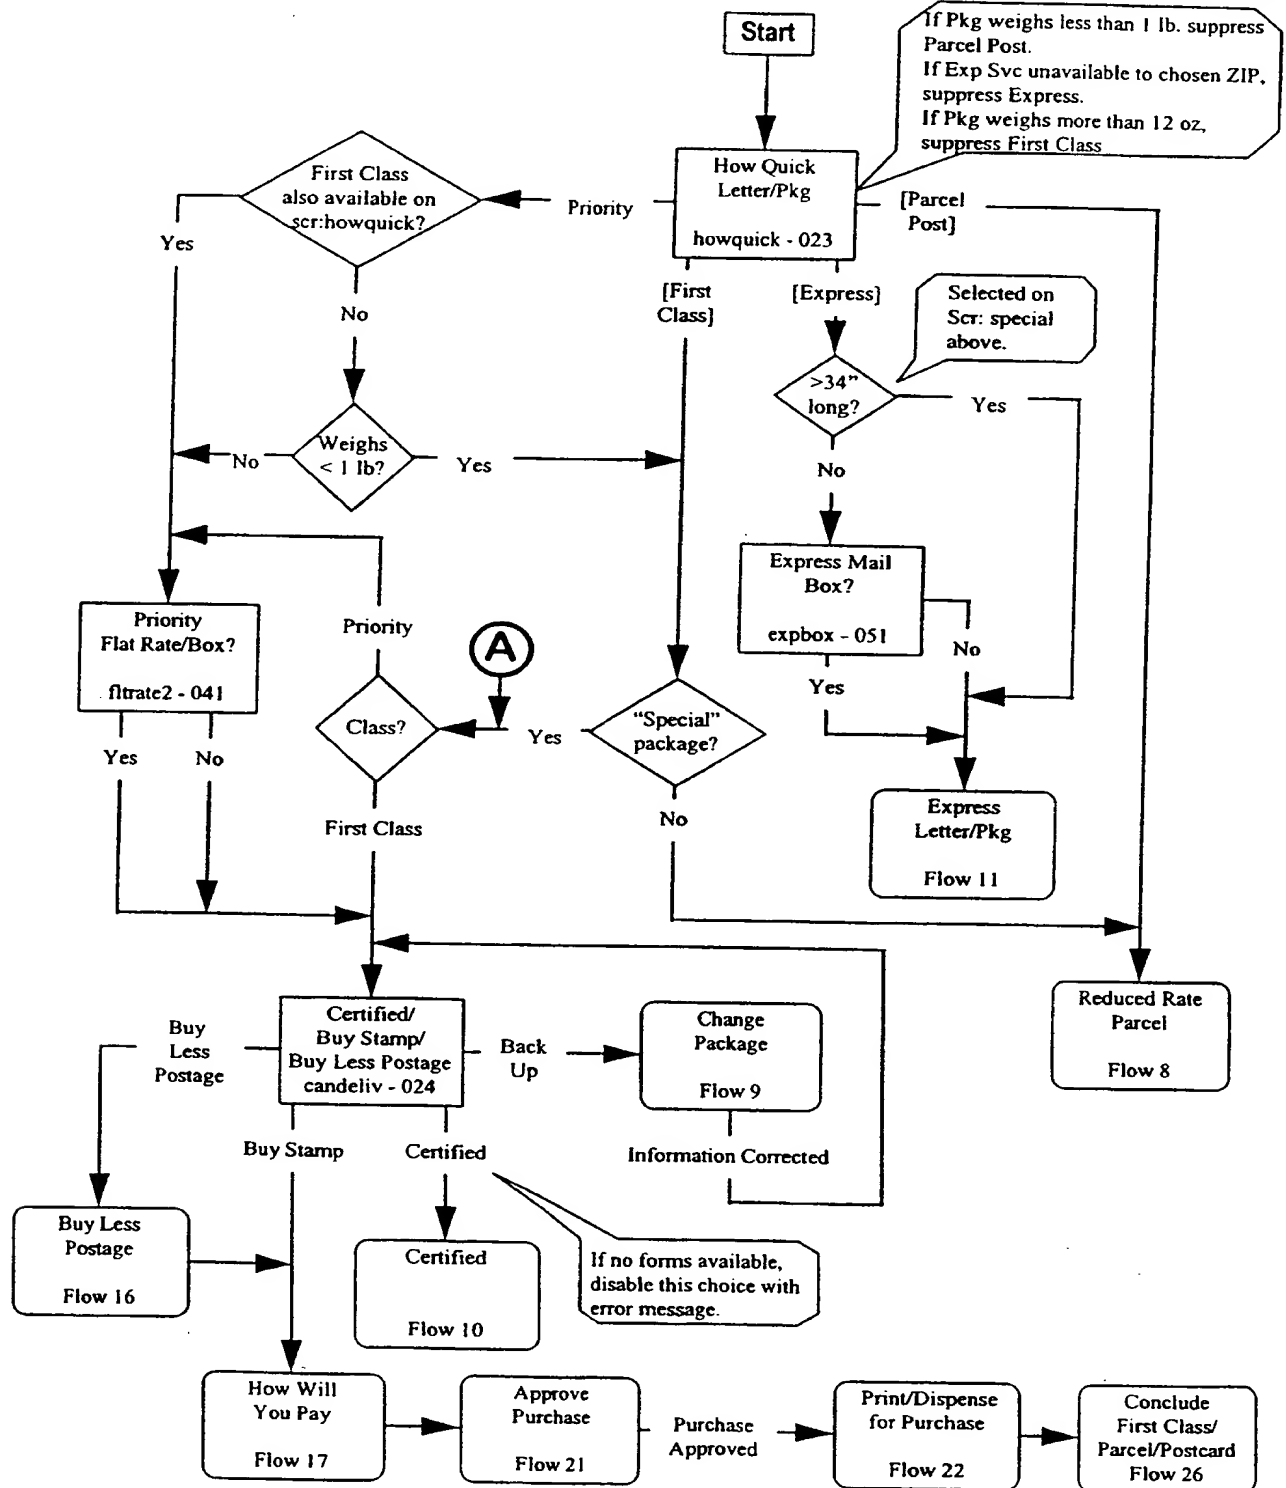 Start
If Pkg weighs less than 1 lb. suppress
Parcel Post.
If Exp Svc unavailable to chosen ZIP,
suppress Express.
If Pkg weighs more than 12 oz,
suppress First Class
How Quick
Letter/Pkg
howquick - 023
First Class
also available on
scr:howquick?
Priority
[Parcel
Post]
Yes
No
[First
Class]
[Express]
Selected on
Scr: special
above.
>34”
long?
Yes
No
Weighs
< 1 lb?
No
Yes
Express Mail
Box?
expbox - 051
No
Yes
Priority
Flat Rate/Box?
fltrate2 - 041
Priority
A
Class?
Yes
“Special”
package?
Yes
No
First Class
No
Express
Letter/Pkg
Flow 11
Reduced Rate
Parcel
Flow 8
Certified/
Buy Stamp/
Buy Less Postage
candeliv - 024
Buy
Less
Postage
Back
Up
Change
Package
Flow 9
Buy Stamp
Certified
Information Corrected
Buy Less
Postage
Flow 16
Certified
Flow 10
If no forms available,
disable this choice with
error message.
How Will
You Pay
Flow 17
Approve
Purchase
Flow 21
Purchase
Approved
Print/Dispense
for Purchase
Flow 22
Conclude
First Class/
Parcel/Postcard
Flow 26